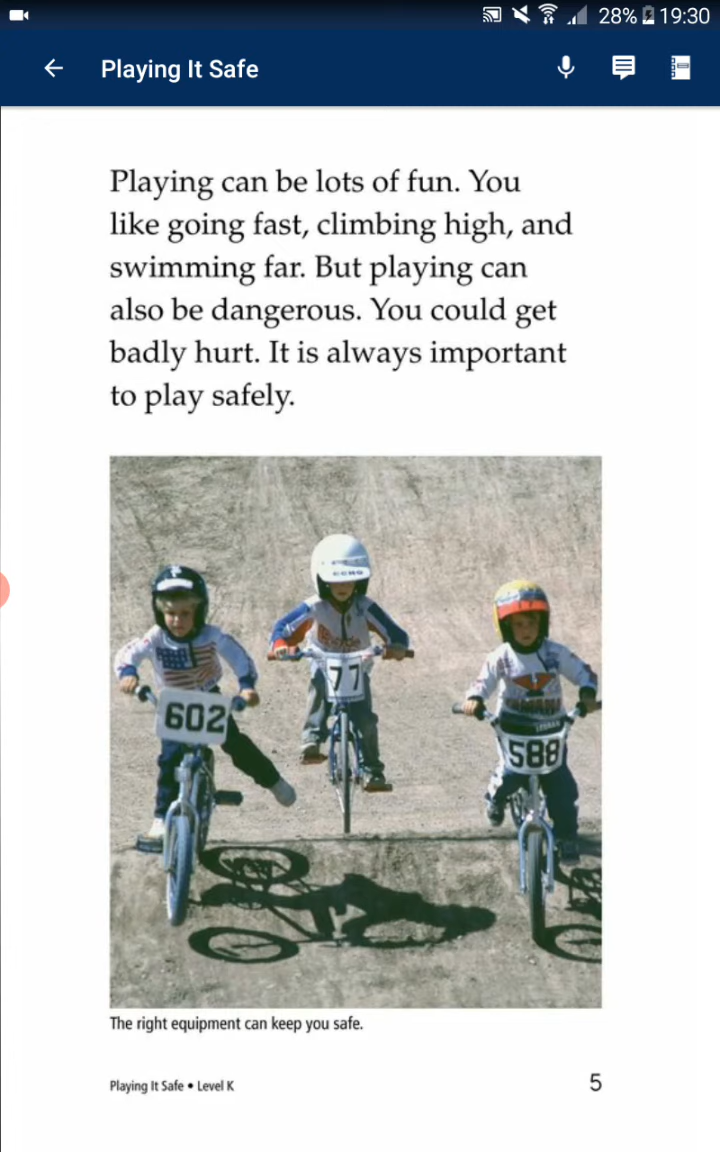 28% 19:30
Playing It Safe
Playing can be lots of fun. You
like going fast, climbing high, and
swimming far. But playing can
also be dangerous. You could get
badly hurt. It is always important
to play safely.
ECHO
77
602
588
The right equipment can keep you safe.
Playing It Safe • Level K
5